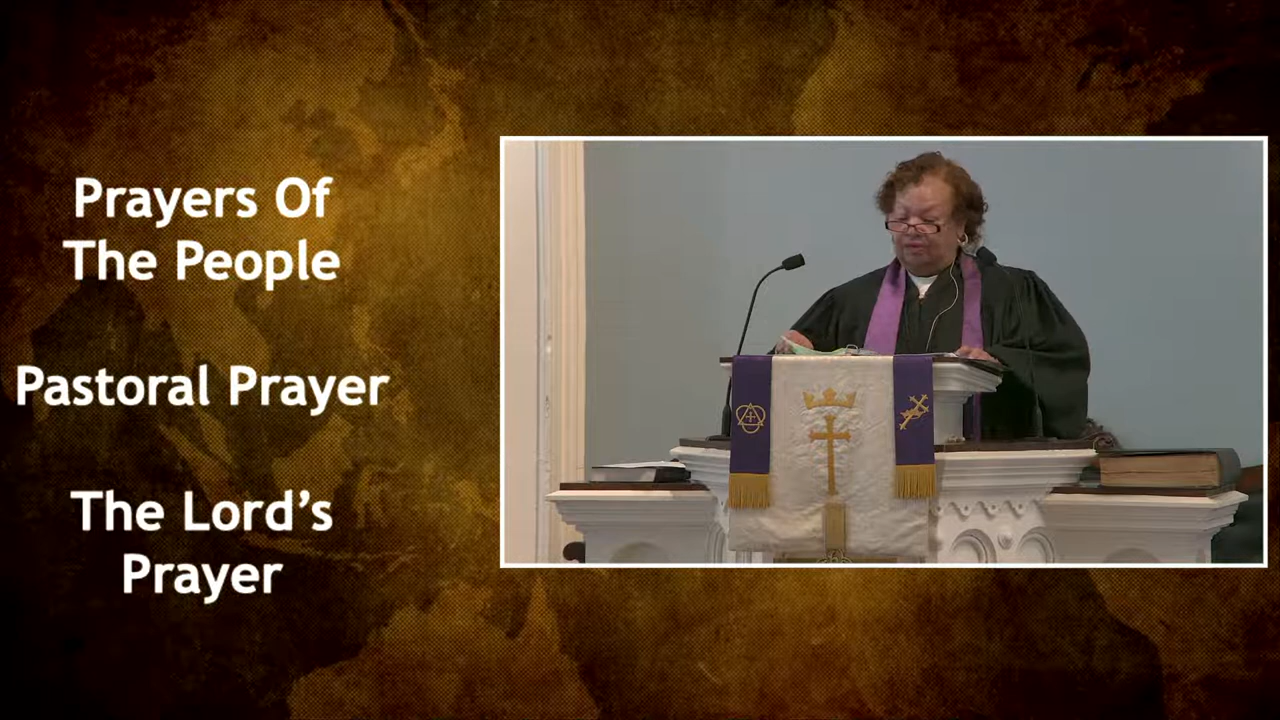 Prayers Of
The People
Pastoral Prayer
The Lord’s
Prayer